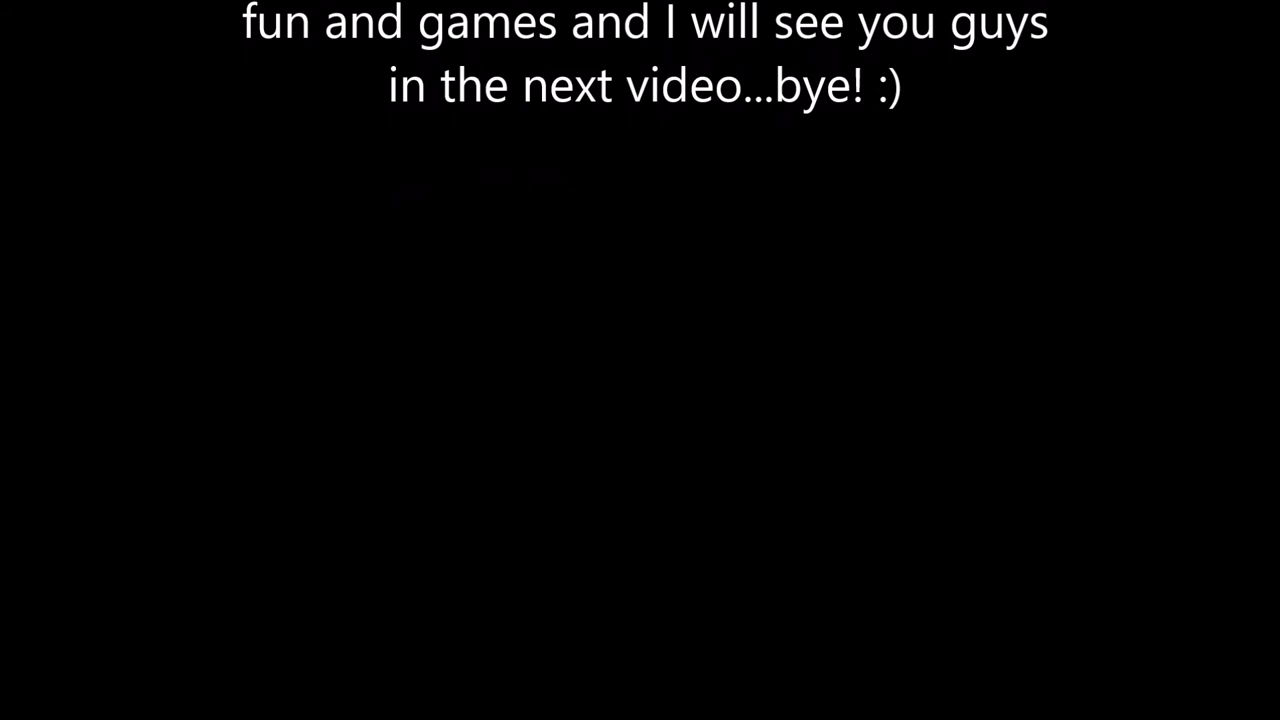 fun and games and I will see you guys
in the next video...bye! :)